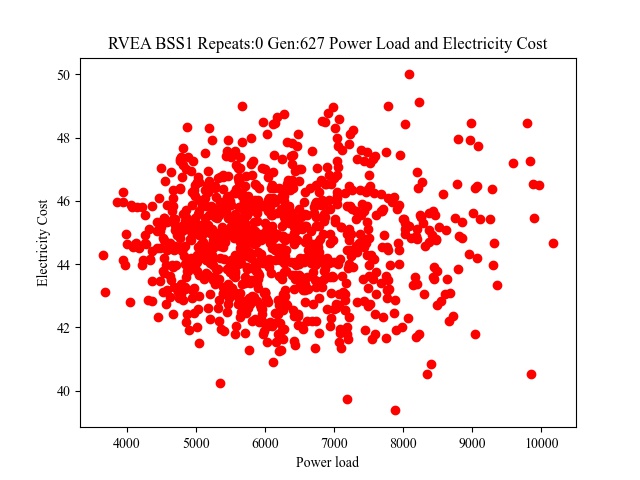 RVEA BSS1 Repeats:0 Gen:627 Power Load and Electricity Cost
50
48
46
44
42
40
Electricity Cost
4000 5000 6000 7000 8000 9000 10000
Power load